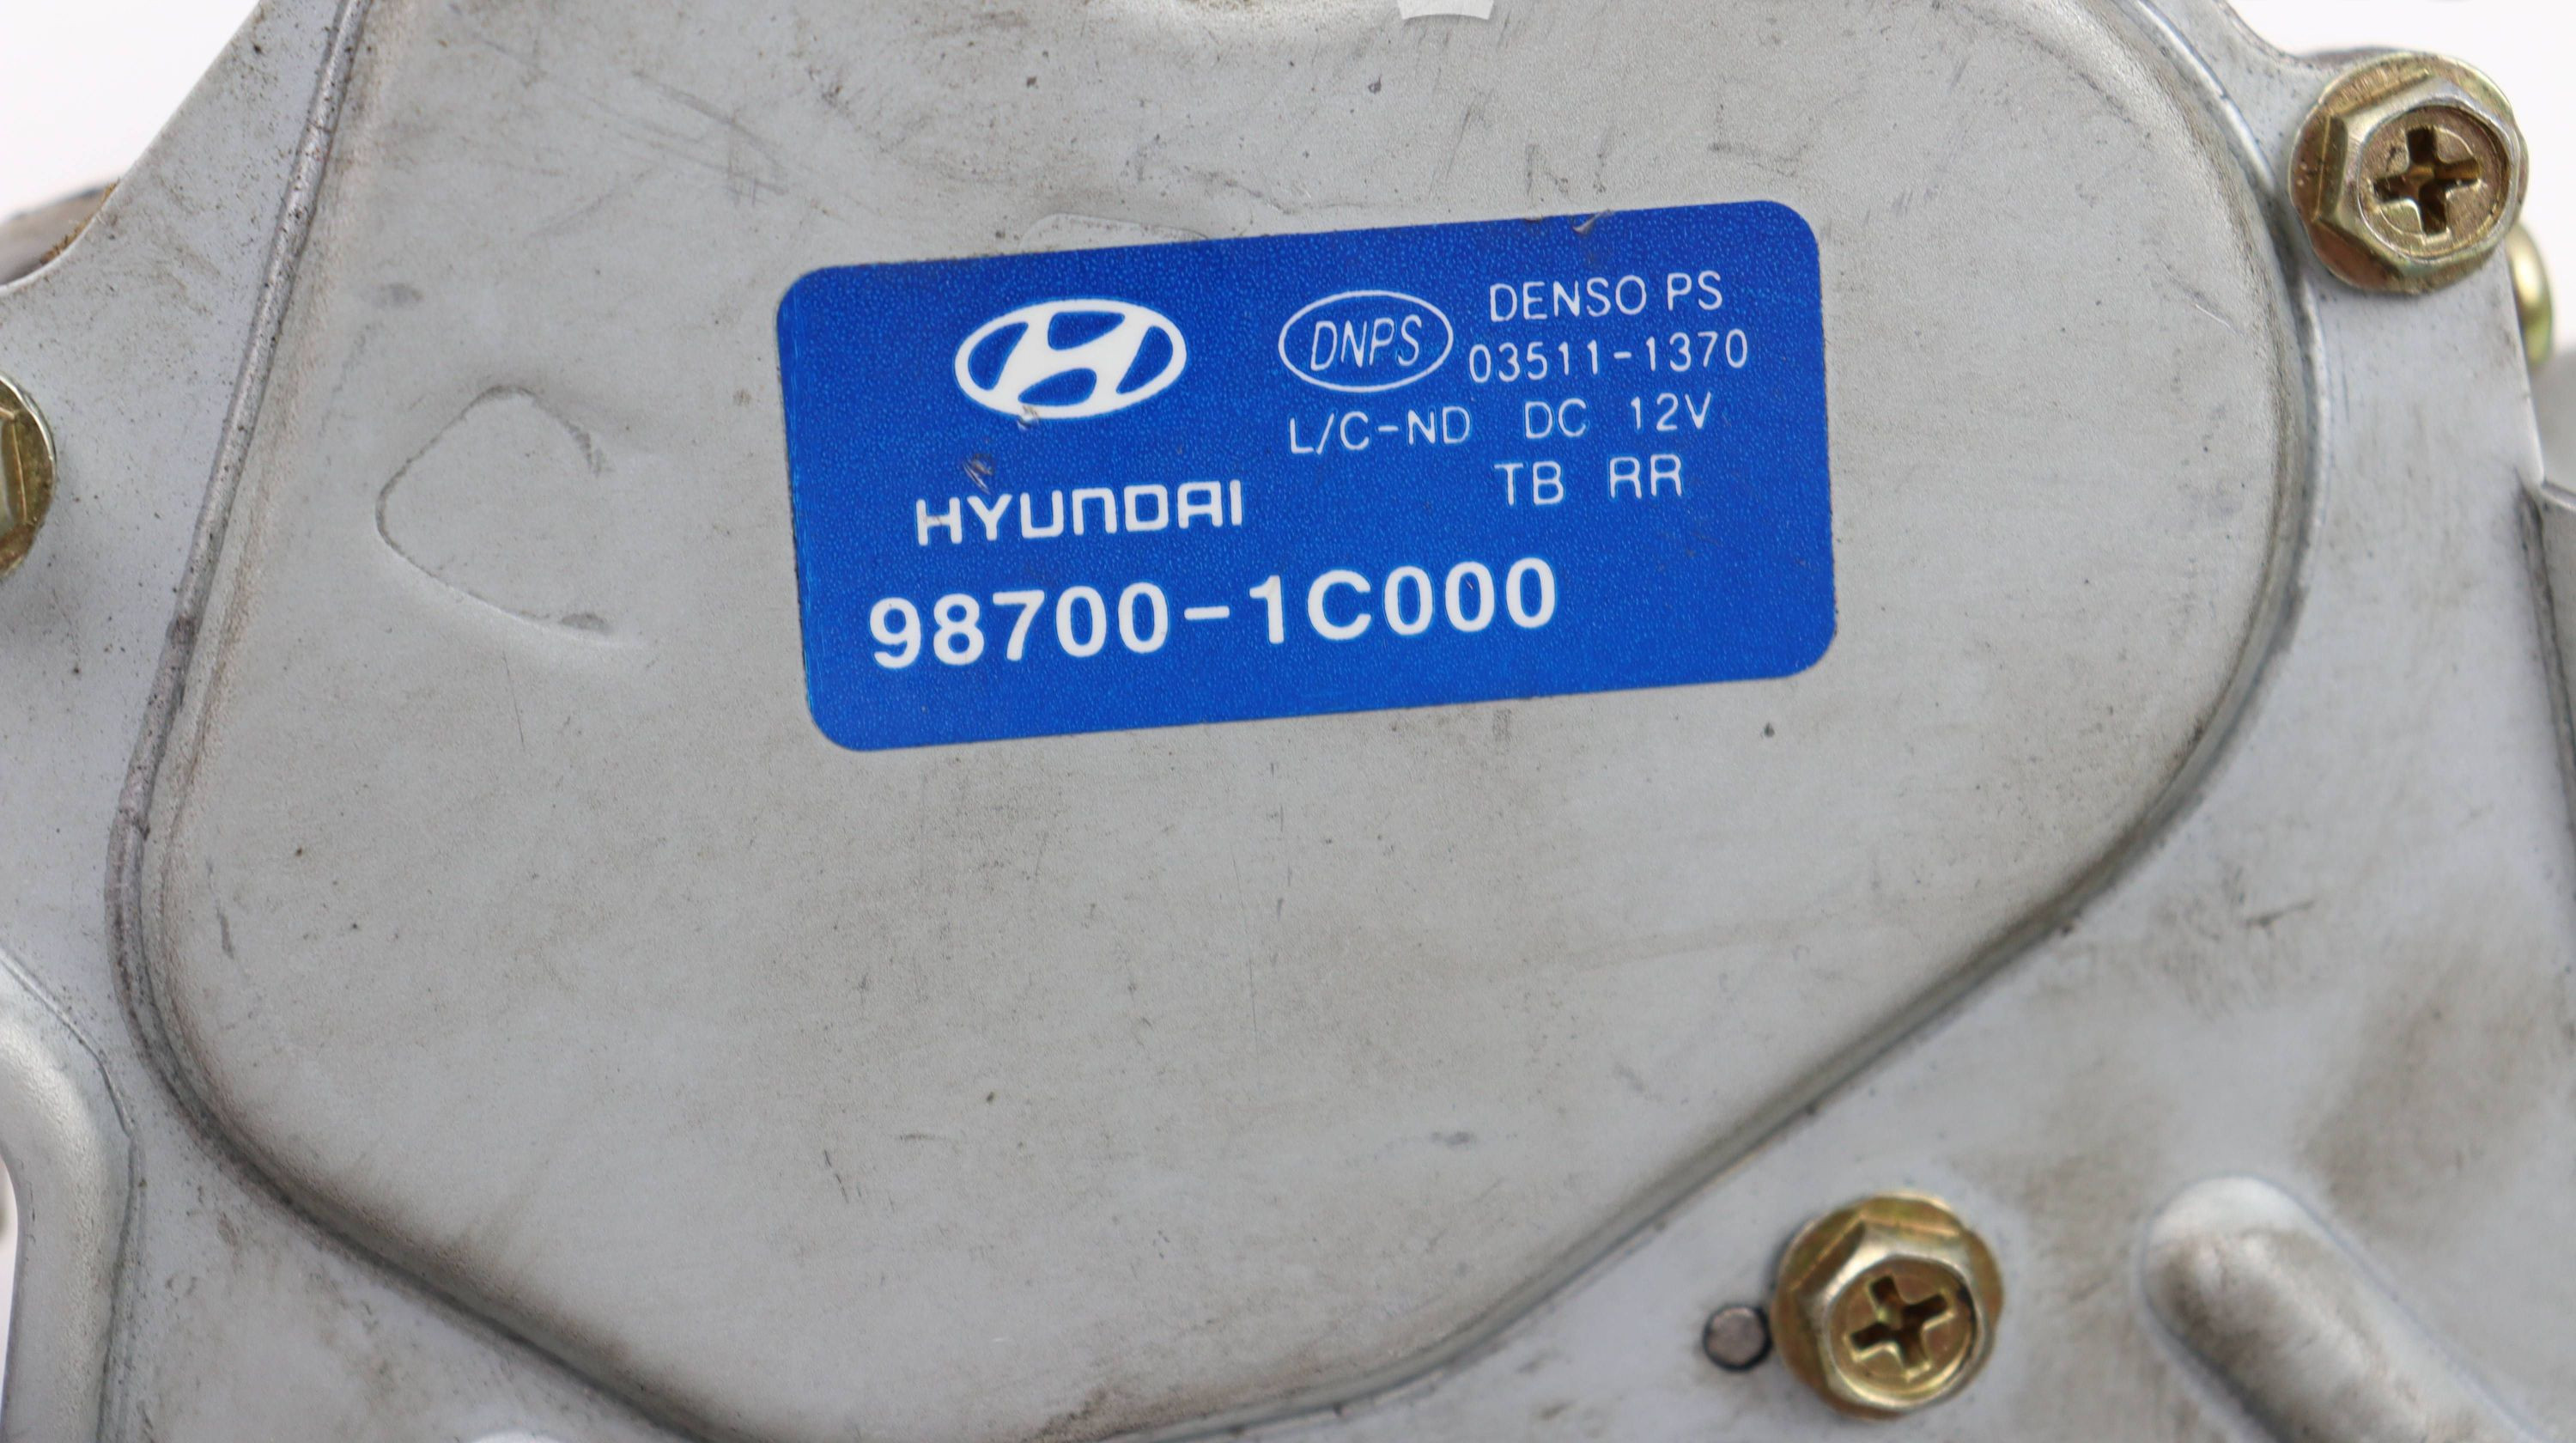 DNPS
DENSO PS
03511-1370
L/C-ND DC 12V
TB RR
HYUNDAI
98700-1C000